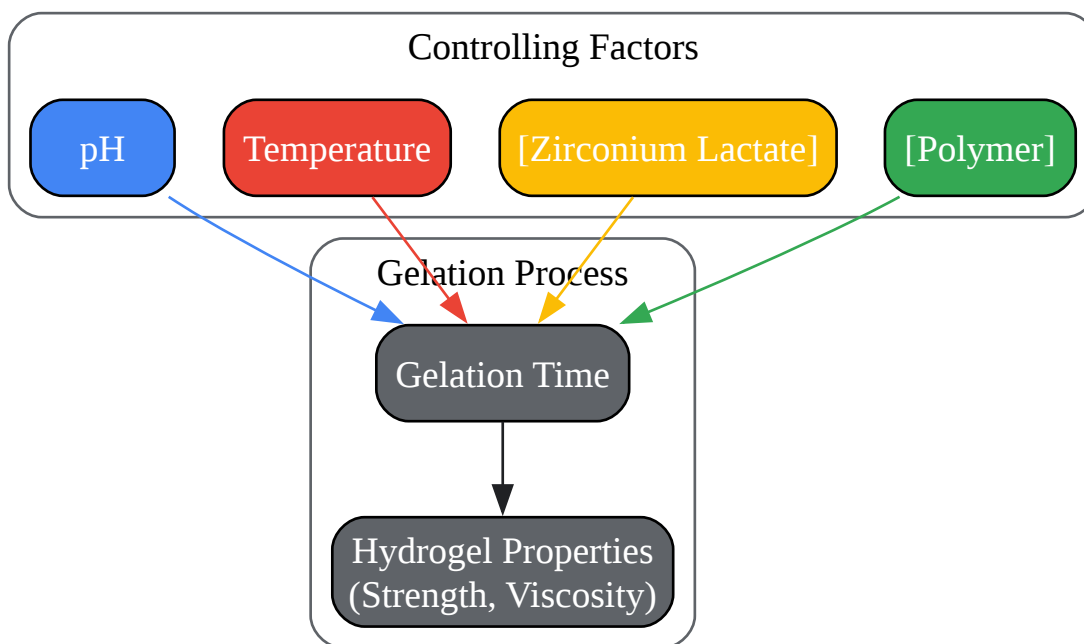 Controlling Factors
pH
Temperature
[Zirconium Lactate]
[Polymer]
Gelation Process
Gelation Time
Hydrogel Properties
(Strength, Viscosity)